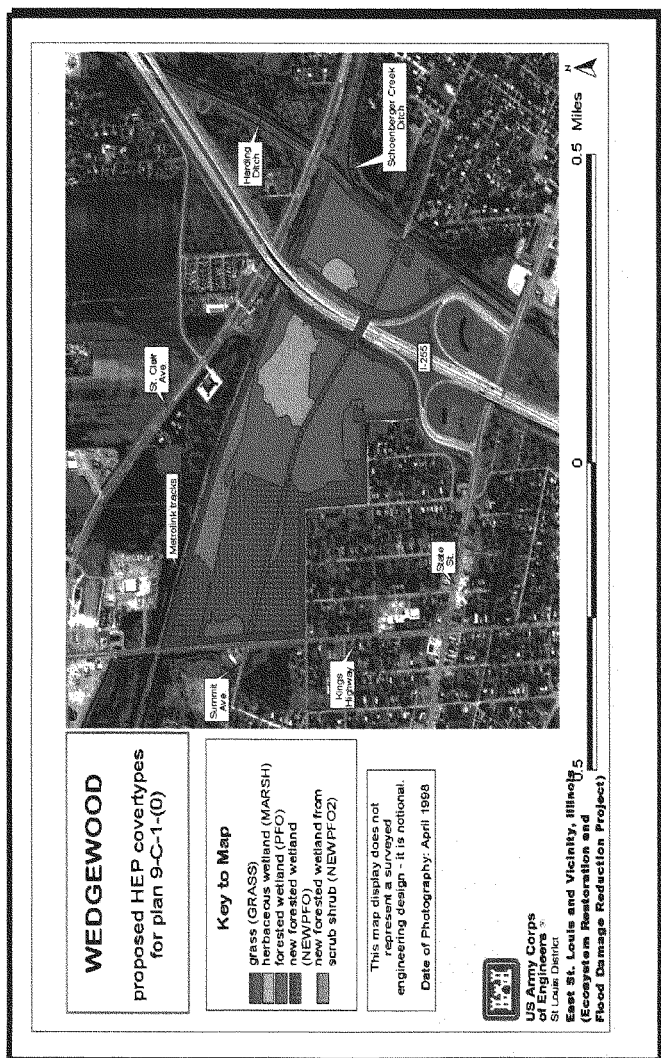 WEDGEWOOD
proposed HEP covertypes
for plan 9-C-1-(0)
Key to Map
grass (GRASS)
herbaceous wetland (MARSH)
forested wetland (PFO)
new forested wetland
(NEWPFO)
new forested wetland from
scrub shrub (NEWPFO2)
This map display does not
represent a surveyed
engineering design - it is notional.
Date of Photography: April 1998
US Army Corps
of Engineers
St Louis District
East St. Louis and Vicinity, Illinois
(Ecosystem Restoration and
Flood Damage Reduction Project)
Summit
Ave.
Kings
Highway
Metrolink tracks
St. Clair
Ave.
State
St.
I-255
Harding
Ditch
Schoenberger Creek
Ditch
N
0.5
0
0.5 Miles